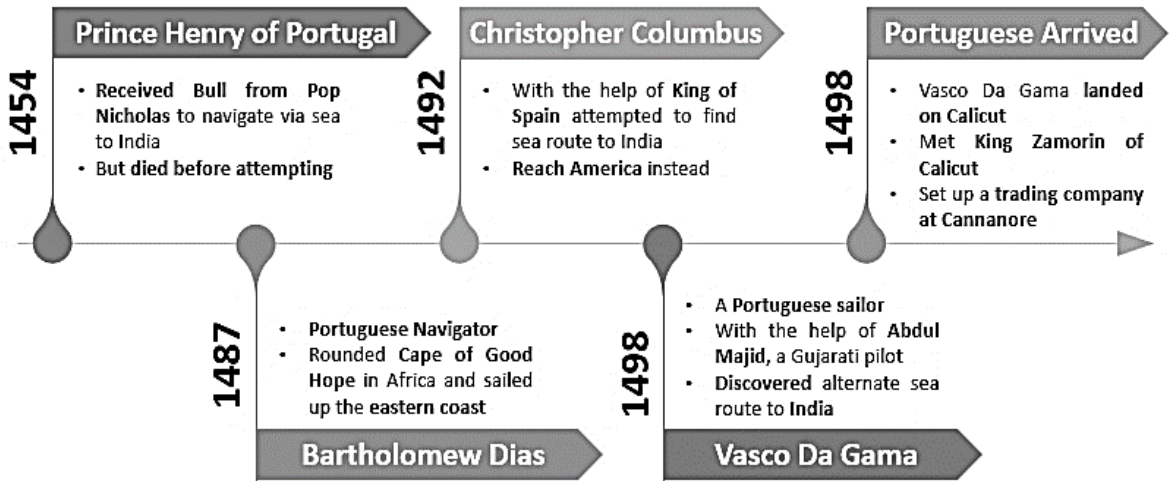 Prince Henry of Portugal
1454
• Received Bull from Pop
Nicholas to navigate via sea
to India
• But died before attempting
1487
• Portuguese Navigator
• Rounded Cape of Good
Hope in Africa and sailed
up the eastern coast
Bartholomew Dias
Christopher Columbus
1492
• With the help of King of
Spain attempted to find
sea route to India
• Reach America instead
1498
• A Portuguese sailor
• With the help of Abdul
Majid, a Gujarati pilot
• Discovered alternate sea
route to India
Vasco Da Gama
Portuguese Arrived
1498
• Vasco Da Gama landed
on Calicut
• Met King Zamorin of
Calicut
• Set up a trading company
at Cannanore